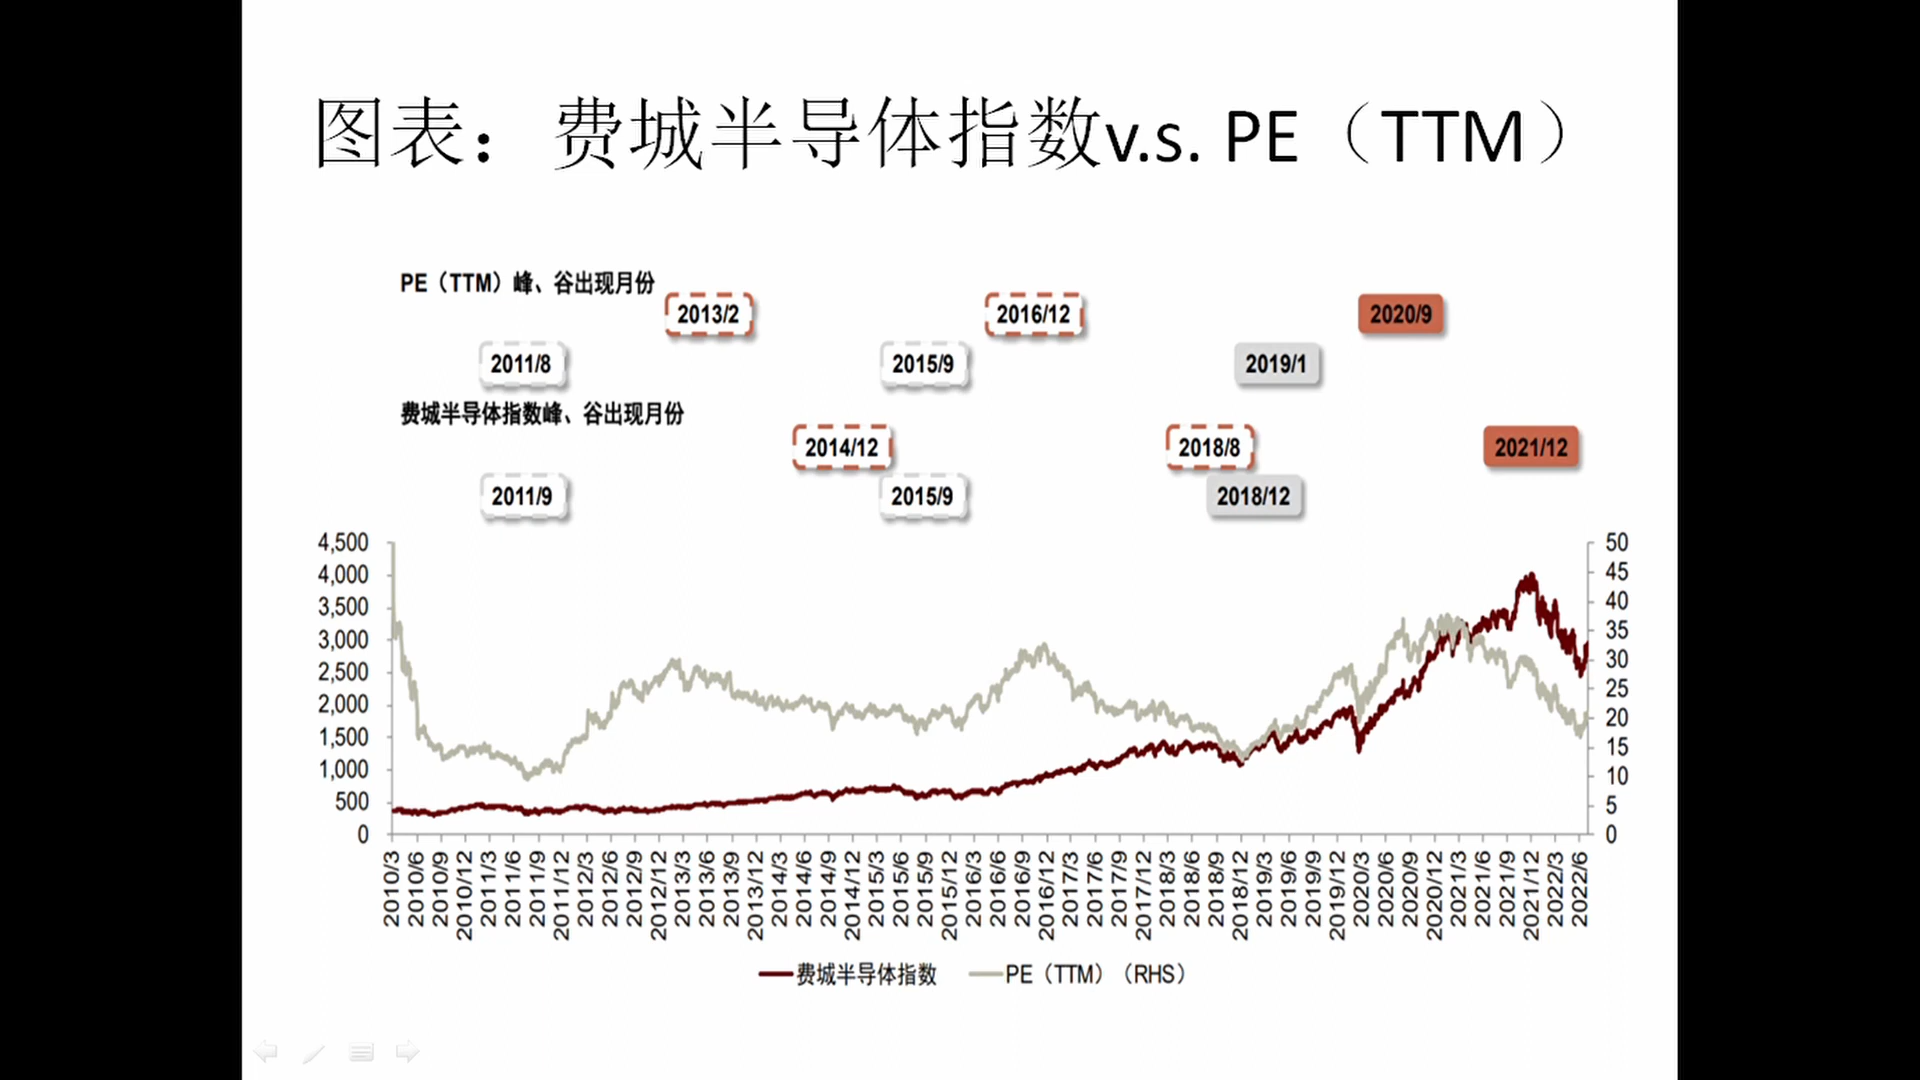 图表：费城半导体指数v.s. PE（TTM）
PE（TTM）峰、谷出现月份
2013/2 2016/12 2020/9
2011/8 2015/9 2019/1
费城半导体指数峰、谷出现月份
2014/12 2018/8 2021/12
2011/9 2015/9 2018/12
4,500 50
4,000 45
3,500 40
3,000 35
2,500 30
2,000 25
1,500 20
1,000 15
500 10
0 5
0
2010/3 2010/6 2010/9 2010/12 2011/3 2011/6 2011/9 2011/12 2012/3 2012/6 2012/9 2012/12 2013/3 2013/6 2013/9 2013/12 2014/3 2014/6 2014/9 2014/12 2015/3 2015/6 2015/9 2015/12 2016/3 2016/6 2016/9 2016/12 2017/3 2017/6 2017/9 2017/12 2018/3 2018/6 2018/9 2018/12 2019/3 2019/6 2019/9 2019/12 2020/3 2020/6 2020/9 2020/12 2021/3 2021/6 2021/9 2021/12 2022/3 2022/6
费城半导体指数 PE（TTM）（RHS）